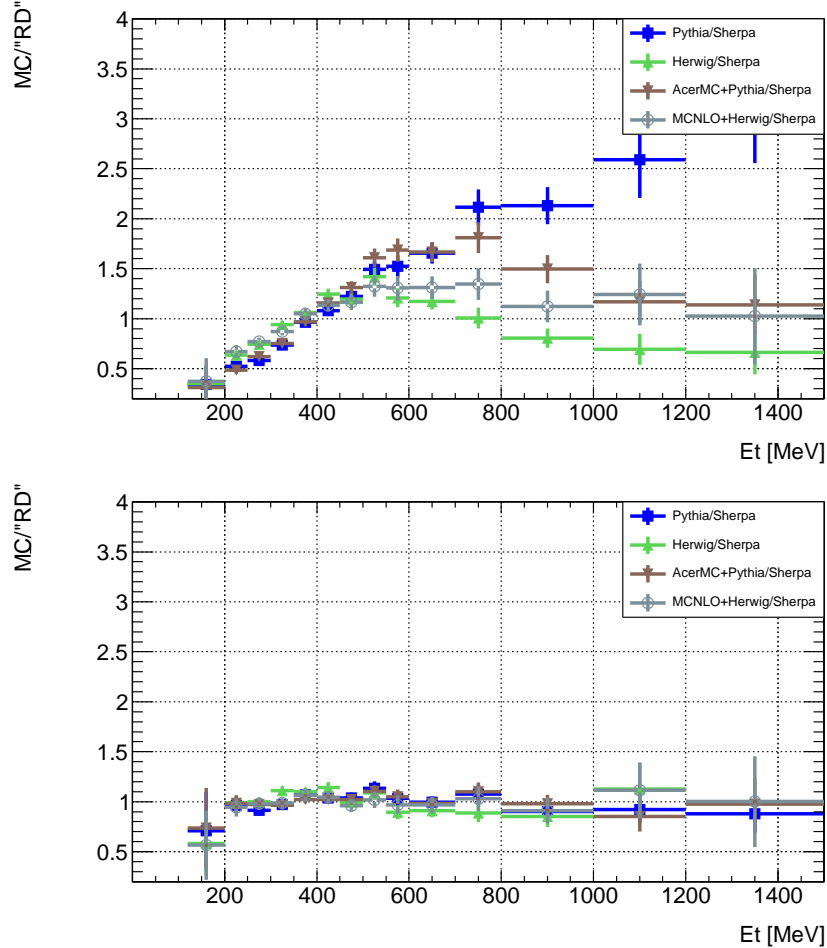 MC/"RD"
4
3.5
3
2.5
2
1.5
1
0.5
Pythia/Sherpa
Herwig/Sherpa
AcerMC+Pythia/Sherpa
MCNLO+Herwig/Sherpa
200 400 600 800 1000 1200 1400
Et [MeV]
MC/"RD"
4
3.5
3
2.5
2
1.5
1
0.5
Pythia/Sherpa
Herwig/Sherpa
AcerMC+Pythia/Sherpa
MCNLO+Herwig/Sherpa
200 400 600 800 1000 1200 1400
Et [MeV]